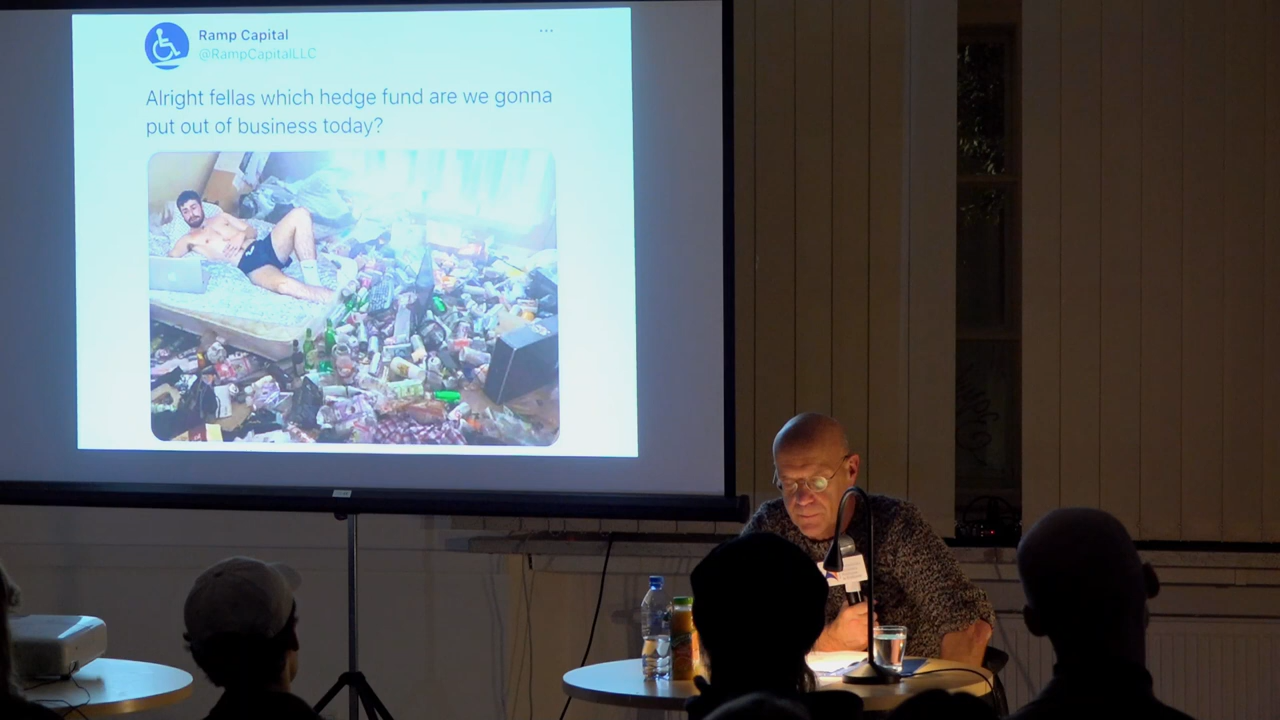 Ramp Capital
@RampCapitalLLC
Alright fellas which hedge fund are we gonna
put out of business today?